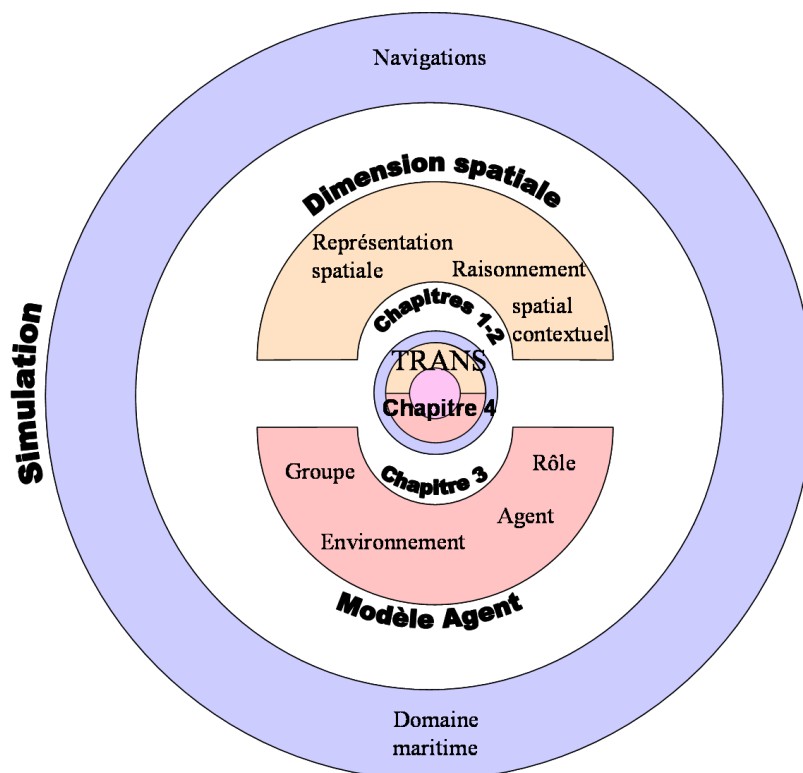 Navigations
Dimension spatiale
Représentation
spatiale
Raisonnement
spatial
contextuel
Chapitres 1-2
TRANS
Chapitre 4
Simulation
Chapitre 3
Groupe
Rôle
Agent
Environnement
Modèle Agent
Domaine
maritime